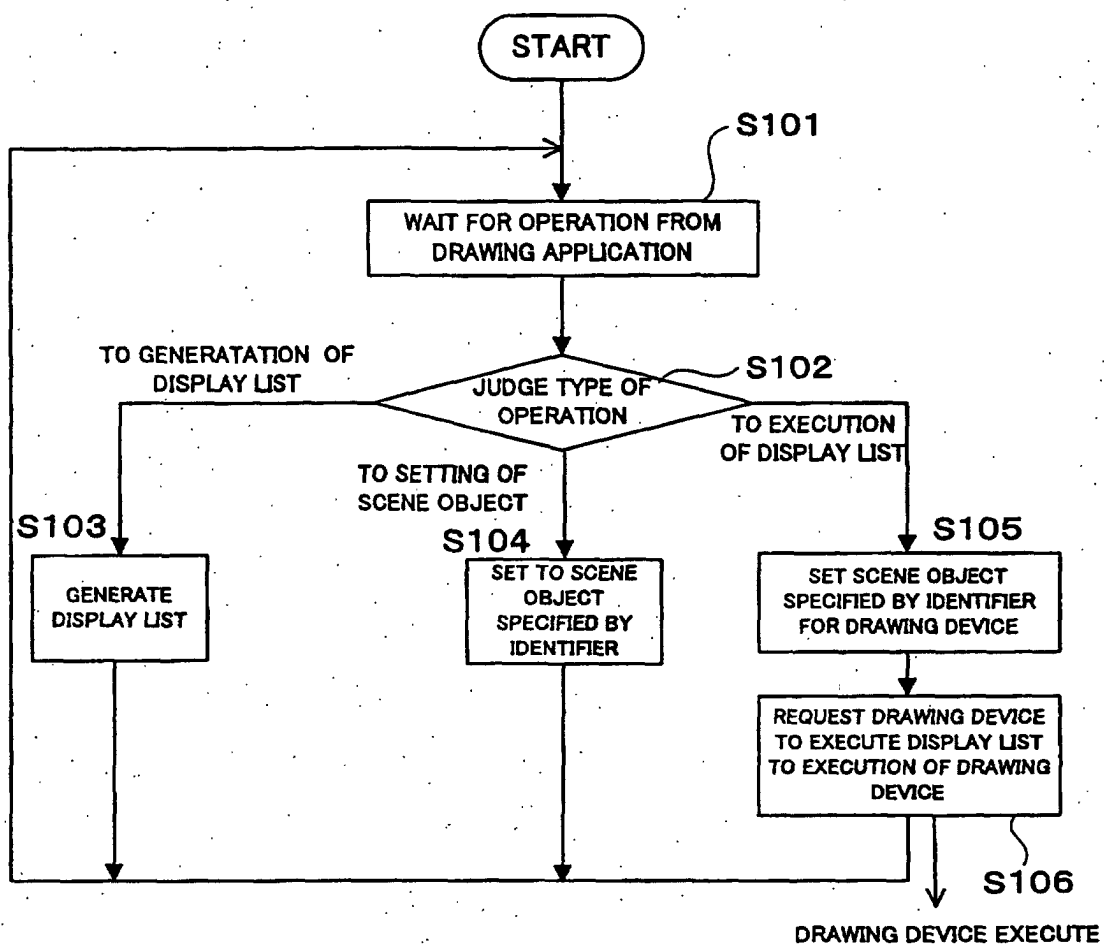 START
S101
WAIT FOR OPERATION FROM
DRAWING APPLICATION
TO GENERATATION OF
DISPLAY LIST
S102
JUDGE TYPE OF
OPERATION
TO EXECUTION
OF DISPLAY LIST
TO SETTING OF
SCENE OBJECT
S103
GENERATE
DISPLAY LIST
S104
SET TO SCENE
OBJECT
SPECIFIED BY
IDENTIFIER
S105
SET SCENE OBJECT
SPECIFIED BY IDENTIFIER
FOR DRAWING DEVICE
REQUEST DRAWING DEVICE
TO EXECUTE DISPLAY LIST
TO EXECUTION OF DRAWING
DEVICE
S106
DRAWING DEVICE EXECUTE